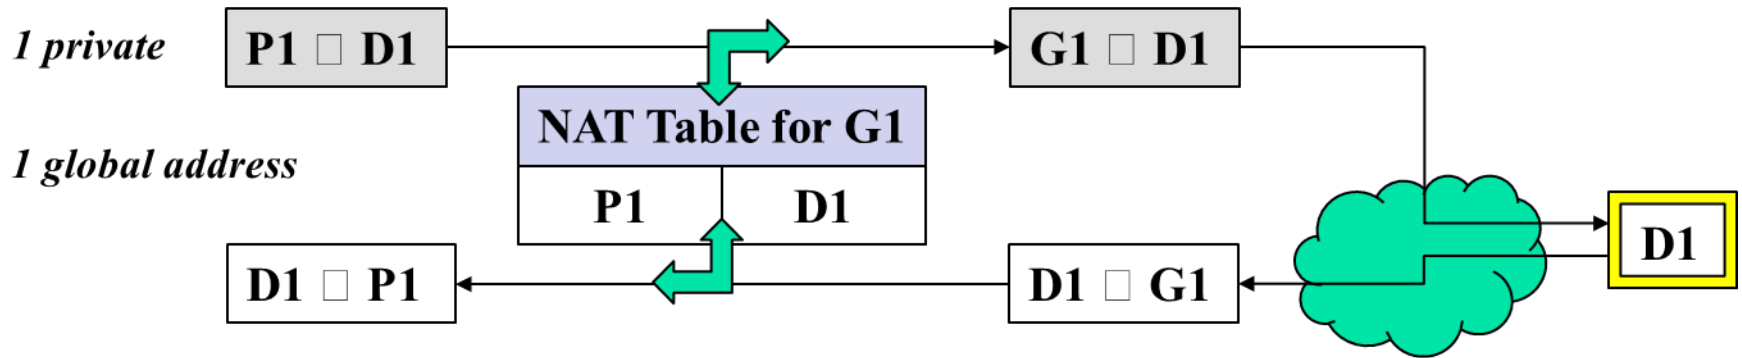 1 private
P1 □ D1
G1 □ D1
NAT Table for G1
1 global address
P1
D1
D1
D1 □ P1
D1 □ G1